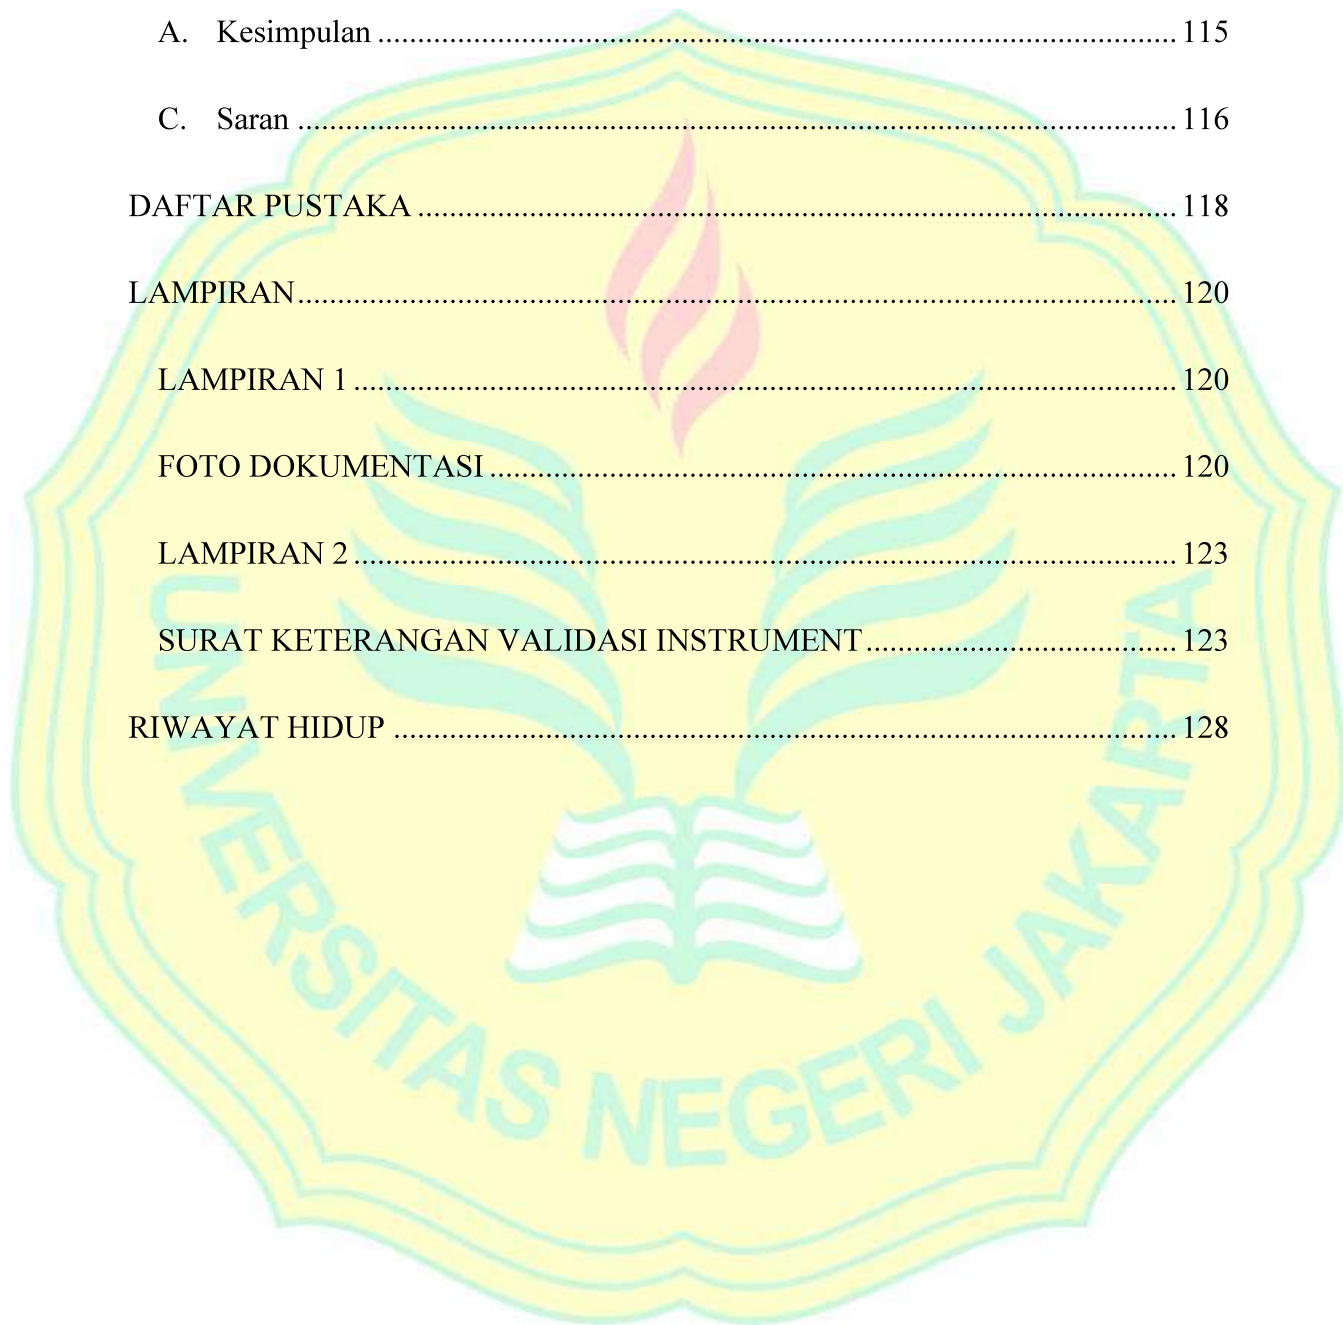 A. Kesimpulan ........................................................................................................ 115
C. Saran ................................................................................................................... 116
DAFTAR PUSTAKA ................................................................................................... 118
LAMPIRAN................................................................................................................... 120
LAMPIRAN 1 ........................................................................................................... 120
FOTO DOKUMENTASI .......................................................................................... 120
LAMPIRAN 2 ........................................................................................................... 123
SURAT KETERANGAN VALIDASI INSTRUMENT........................................ 123
RIWAYAT HIDUP ...................................................................................................... 128
UNIVERSITAS NEGERI JAKARTA